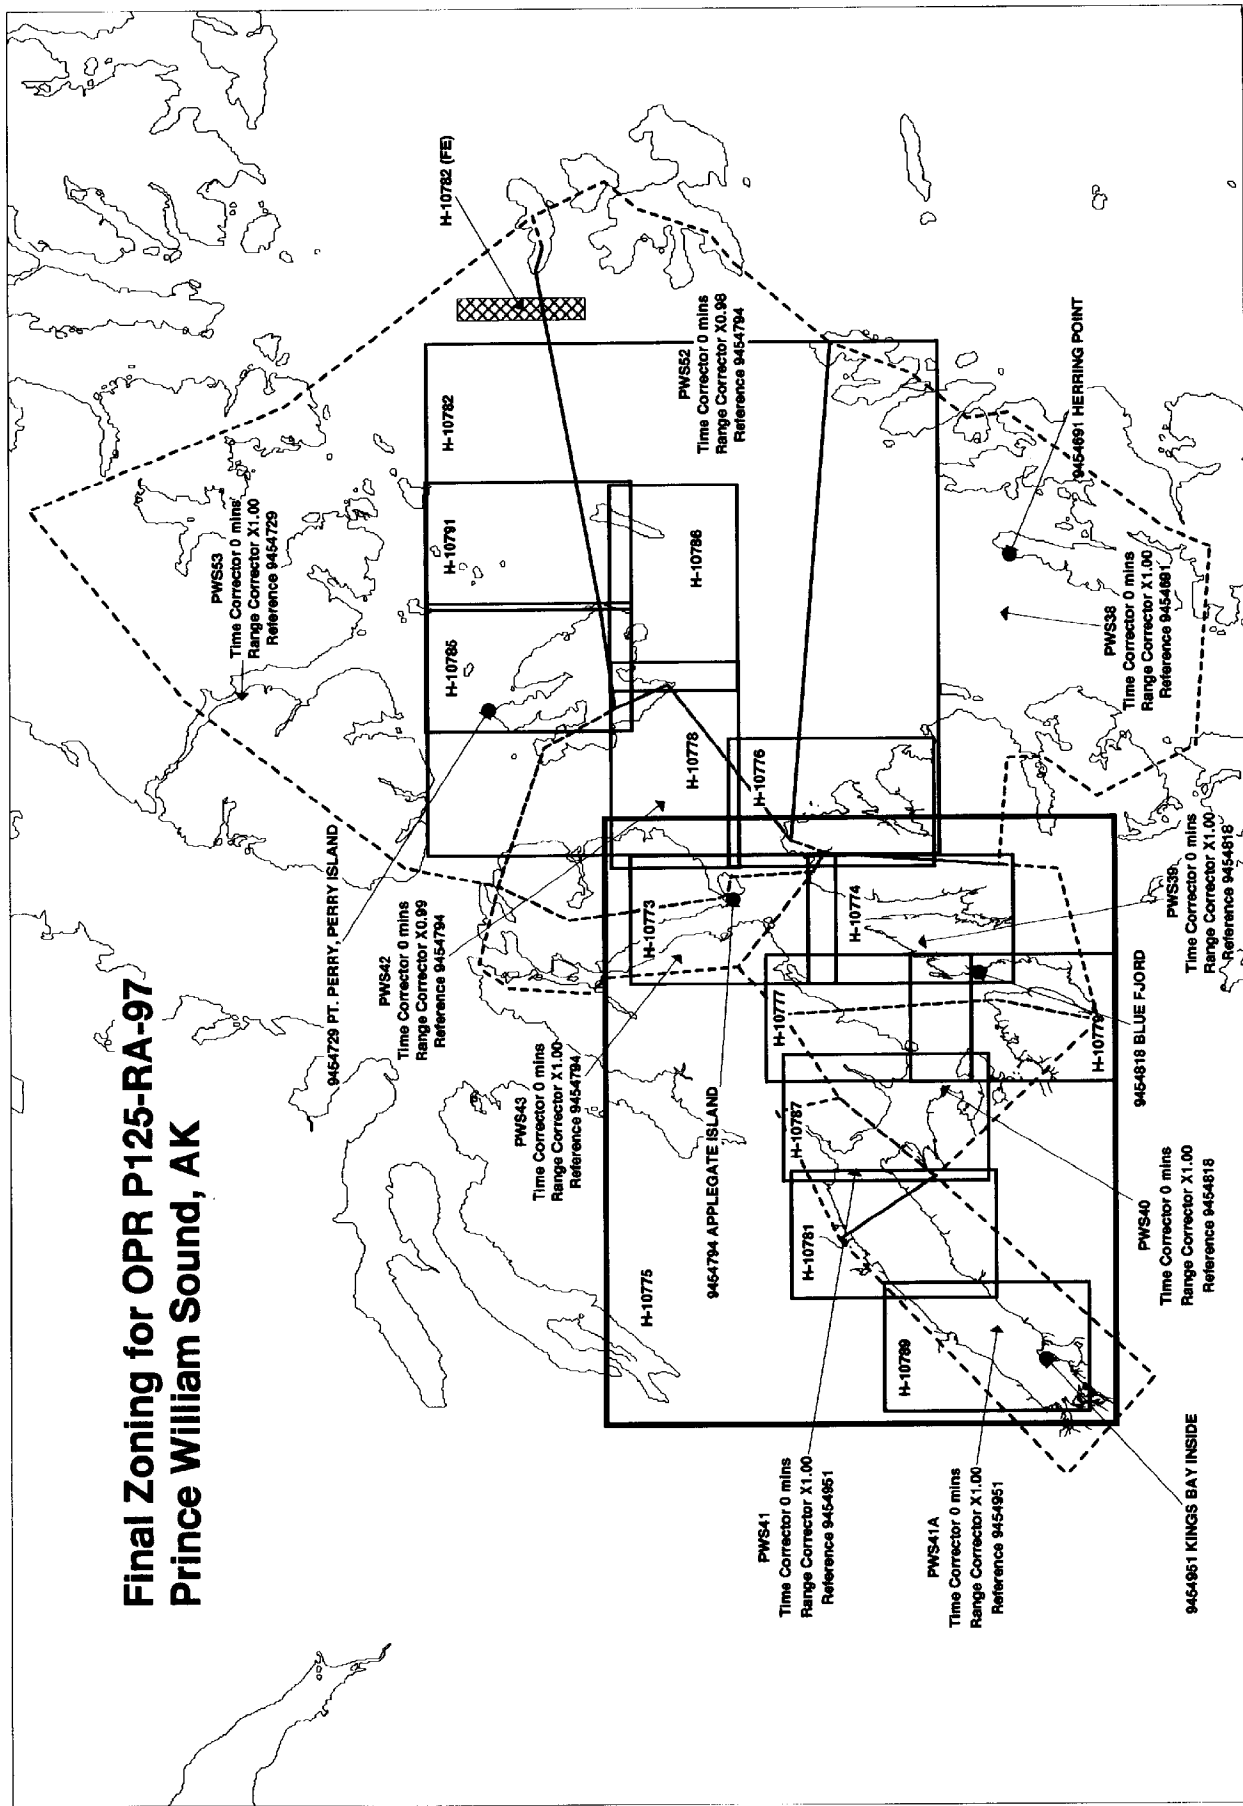 Final Zoning for OPR P125-RA-97
Prince William Sound, AK
PWS53
Time Corrector 0 mins
Range Corrector X1.00
Reference 9454729
H-10782 (FE)
9454729 PT. PERRY, PERRY ISLAND
H-10785
H-10791
H-10782
PWS42
Time Corrector 0 mins
Range Corrector X0.99
Reference 9454794
PWS43
Time Corrector 0 mins
Range Corrector X1.00
Reference 9454794
H-10775
H-10773
H-10778
H-10786
PWS52
Time Corrector 0 mins
Range Corrector X0.98
Reference 9454794
9454794 APPLEGATE ISLAND
H-10776
PWS41
Time Corrector 0 mins
Range Corrector X1.00
Reference 9454951
H-10781
H-10787
H-10777
H-10774
H-10789
PWS41A
Time Corrector 0 mins
Range Corrector X1.00
Reference 9454951
9454691 HERRING POINT
H-10779
PWS38
Time Corrector 0 mins
Range Corrector X1.00
Reference 9454691
9454818 BLUE FJORD
PWS40
Time Corrector 0 mins
Range Corrector X1.00
Reference 9454818
PWS39
Time Corrector 0 mins
Range Corrector X1.00
Reference 9454818
9454951 KINGS BAY INSIDE